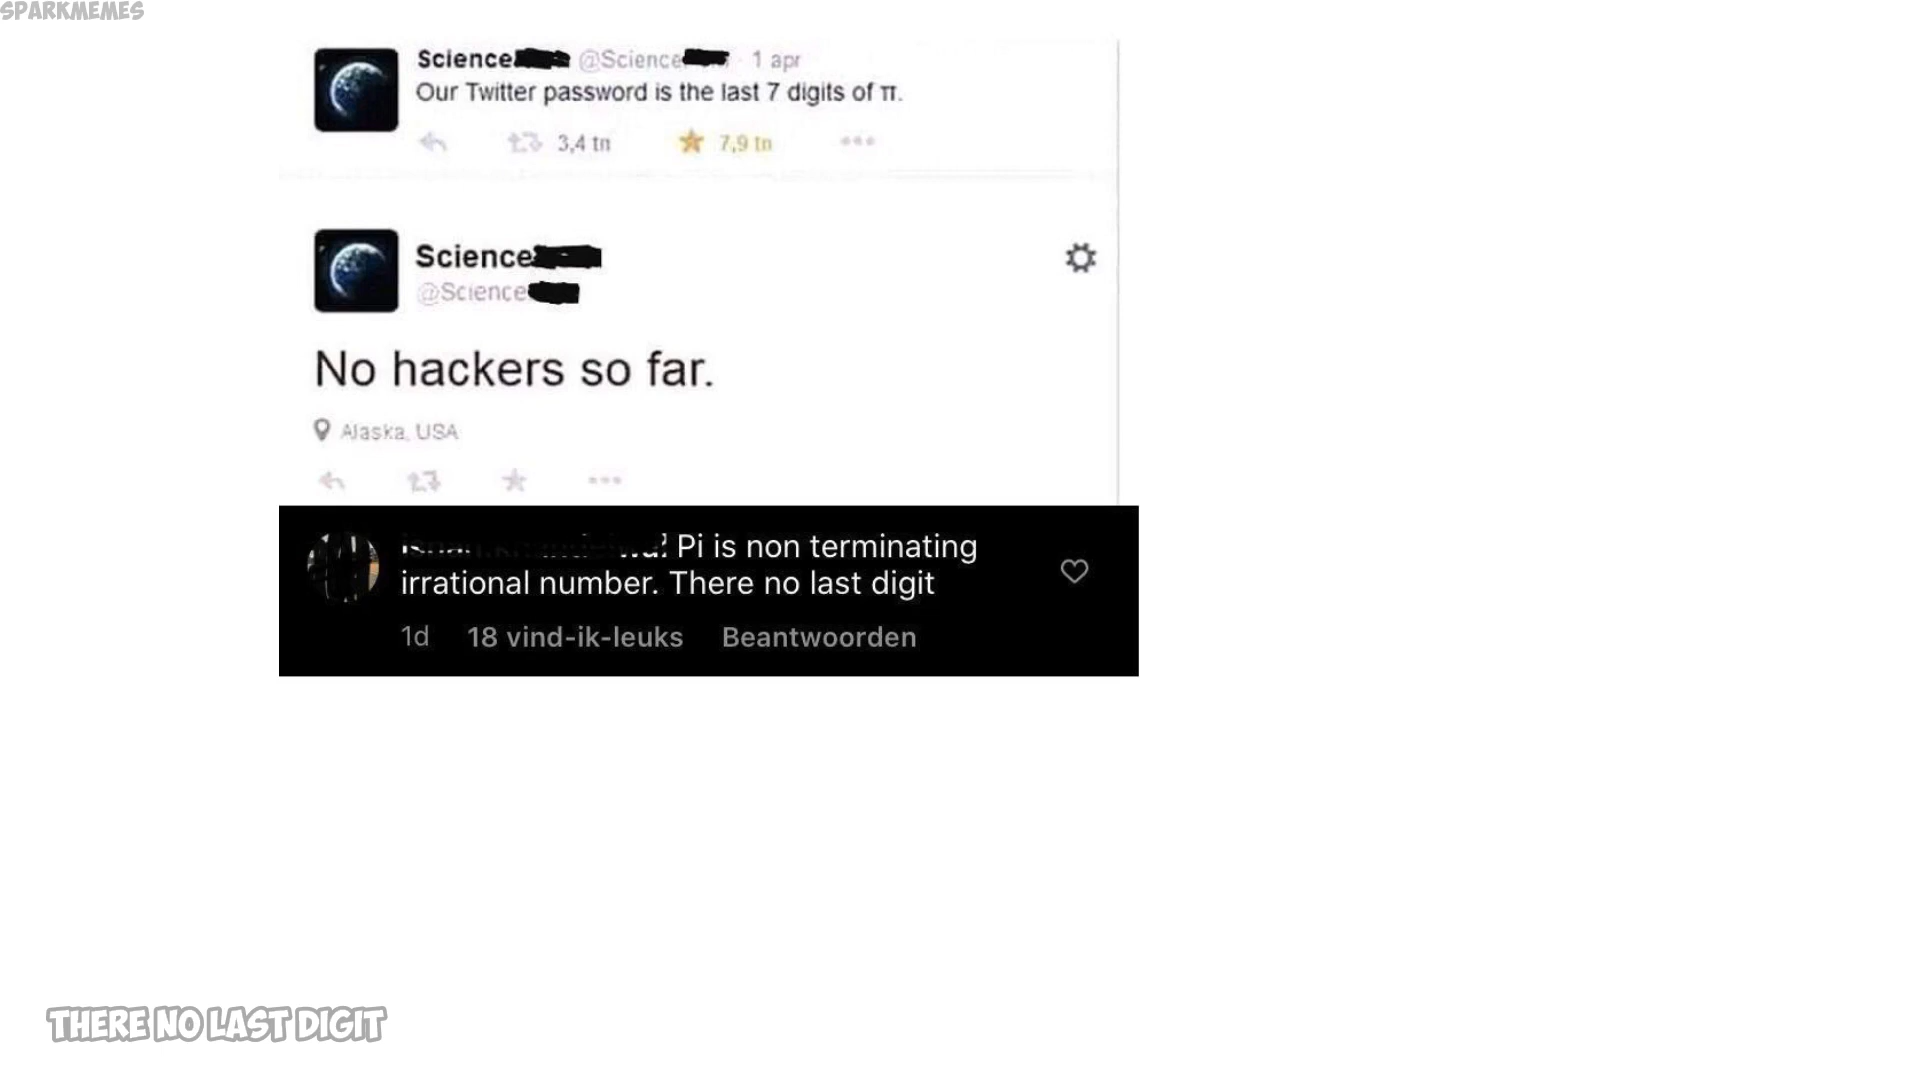 SPARKMEMES
Science @Science 1 apr
Our Twitter password is the last 7 digits of π.
3,4 tn 7,9 tn
Science
@Science
No hackers so far.
Alaska, USA
Pi is non terminating
irrational number. There no last digit
1d 18 vind-ik-leuks Beantwoorden
THERE NO LAST DIGIT